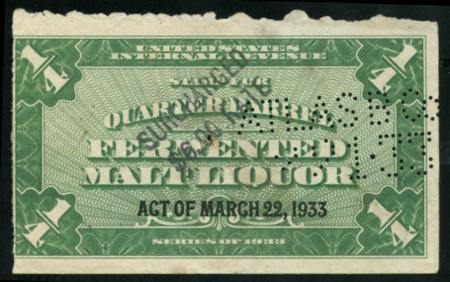 1/4
1/4
UNITED STATES
INTERNAL REVENUE
STAMP FOR
QUARTER BARREL
FERMENTED
MALT LIQUOR
ACT OF MARCH 22, 1933
SERIES OF 1933
1/4
1/4
SURCHARGED